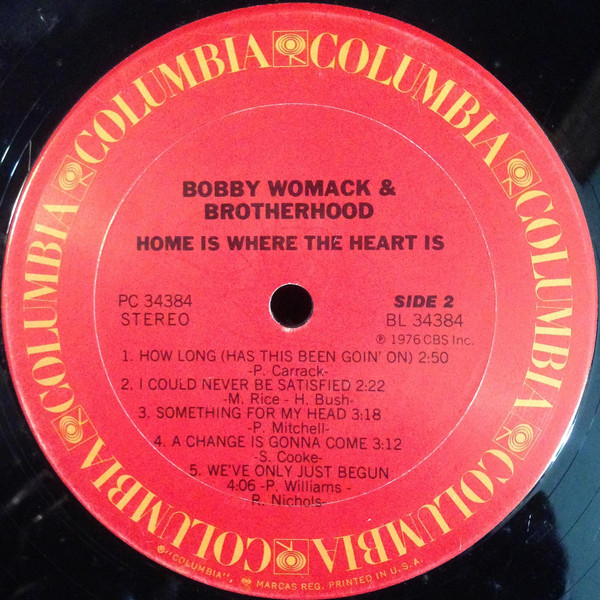 COLUMBIA COLUMBIA COLUMBIA COLUMBIA COLUMBIA COLUMBIA
BOBBY WOMACK &
BROTHERHOOD
HOME IS WHERE THE HEART IS
PC 34384
STEREO
SIDE 2
BL 34384
℗ 1976 CBS Inc.
1. HOW LONG (HAS THIS BEEN GOIN' ON) 2:50
-P. Carrack-
2. I COULD NEVER BE SATISFIED 2:22
-M. Rice - H. Bush-
3. SOMETHING FOR MY HEAD 3:18
-P. Mitchell-
4. A CHANGE IS GONNA COME 3:12
-S. Cooke-
5. WE'VE ONLY JUST BEGUN
4:06 -P. Williams -
R. Nichols-
"COLUMBIA", MARCAS REG. PRINTED IN U.S.A.